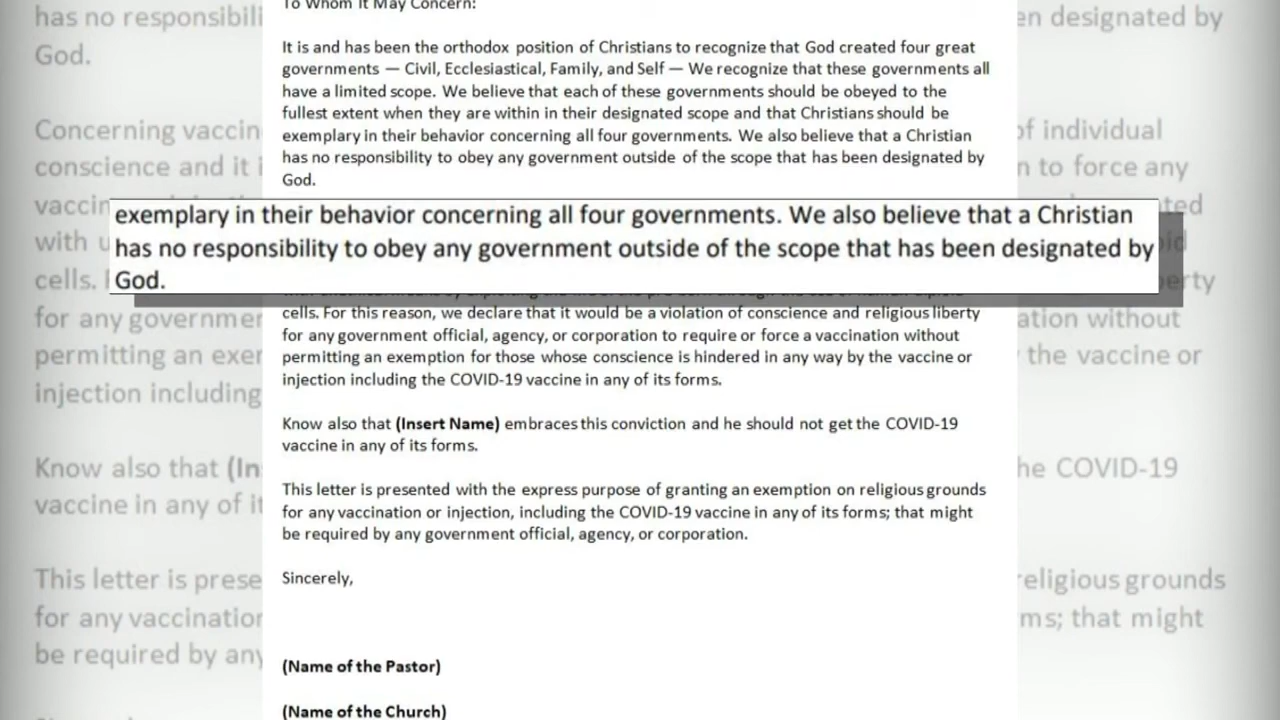 To Whom It May Concern:
It is and has been the orthodox position of Christians to recognize that God created four great
governments — Civil, Ecclesiastical, Family, and Self — We recognize that these governments all
have a limited scope. We believe that each of these governments should be obeyed to the
fullest extent when they are within in their designated scope and that Christians should be
exemplary in their behavior concerning all four governments. We also believe that a Christian
has no responsibility to obey any government outside of the scope that has been designated by
God.
exemplary in their behavior concerning all four governments. We also believe that a Christian
has no responsibility to obey any government outside of the scope that has been designated by
God.
cells. For this reason, we declare that it would be a violation of conscience and religious liberty
for any government official, agency, or corporation to require or force a vaccination without
permitting an exemption for those whose conscience is hindered in any way by the vaccine or
injection including the COVID-19 vaccine in any of its forms.
Know also that (Insert Name) embraces this conviction and he should not get the COVID-19
vaccine in any of its forms.
This letter is presented with the express purpose of granting an exemption on religious grounds
for any vaccination or injection, including the COVID-19 vaccine in any of its forms; that might
be required by any government official, agency, or corporation.
Sincerely,
(Name of the Pastor)
(Name of the Church)